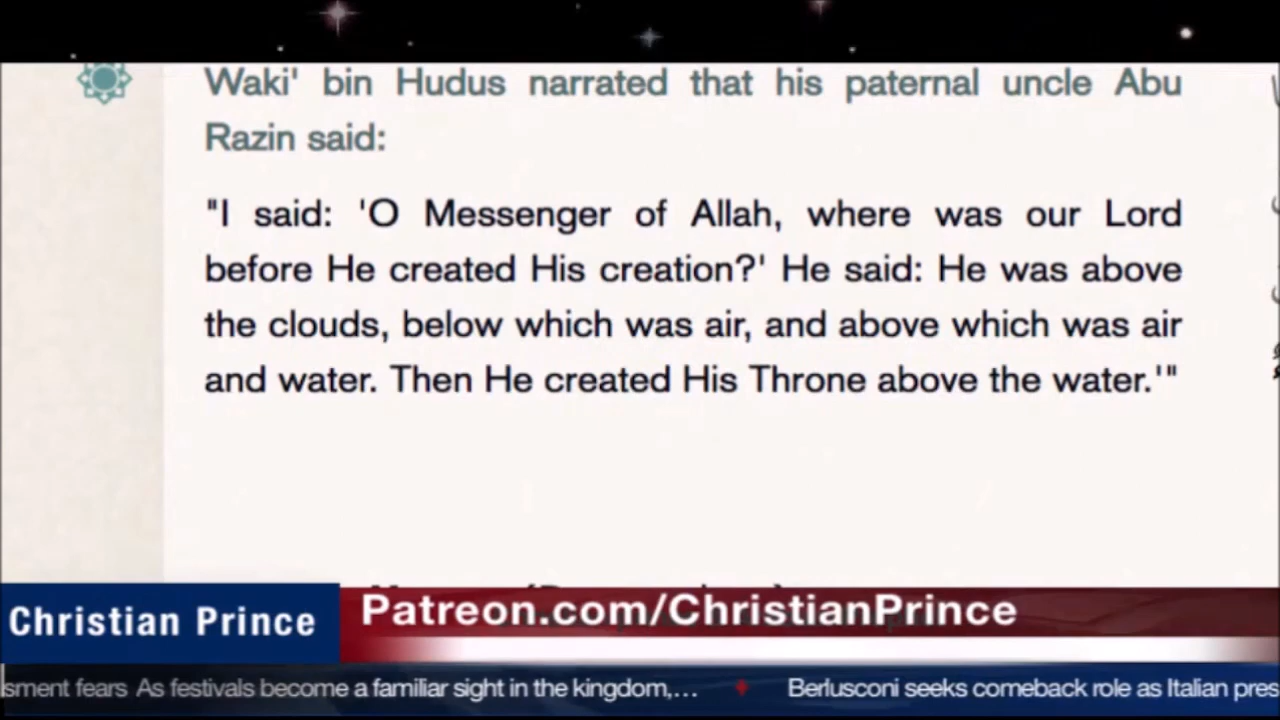 Waki' bin Hudus narrated that his paternal uncle Abu
Razin said:
"I said: 'O Messenger of Allah, where was our Lord
before He created His creation?' He said: He was above
the clouds, below which was air, and above which was air
and water. Then He created His Throne above the water.'"
Christian Prince
Patreon.com/ChristianPrince
sment fears As festivals become a familiar sight in the kingdom,... Berlusconi seeks comeback role as Italian pres